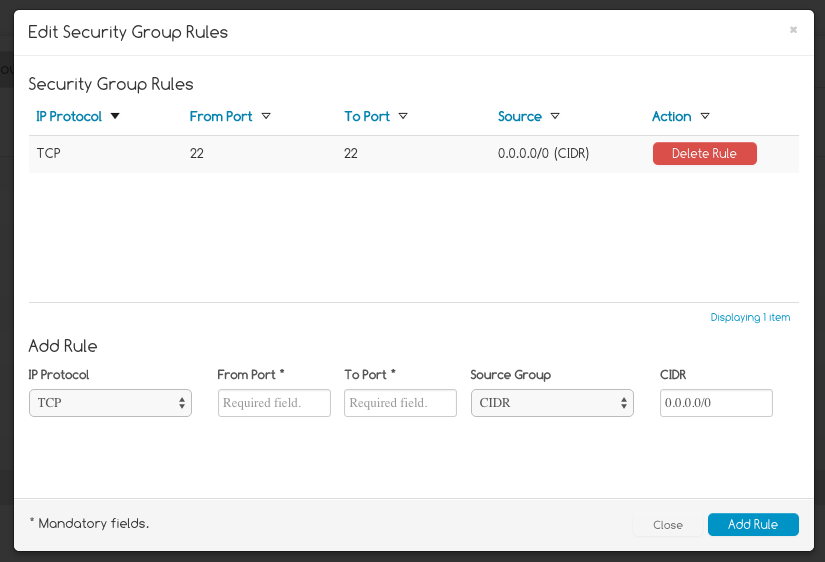 Edit Security Group Rules
Security Group Rules
IP Protocol From Port To Port Source Action
TCP 22 22 0.0.0.0/0 (CIDR) Delete Rule
Displaying 1 item
Add Rule
IP Protocol From Port * To Port * Source Group CIDR
TCP Required field. Required field. CIDR 0.0.0.0/0
* Mandatory fields. Close Add Rule